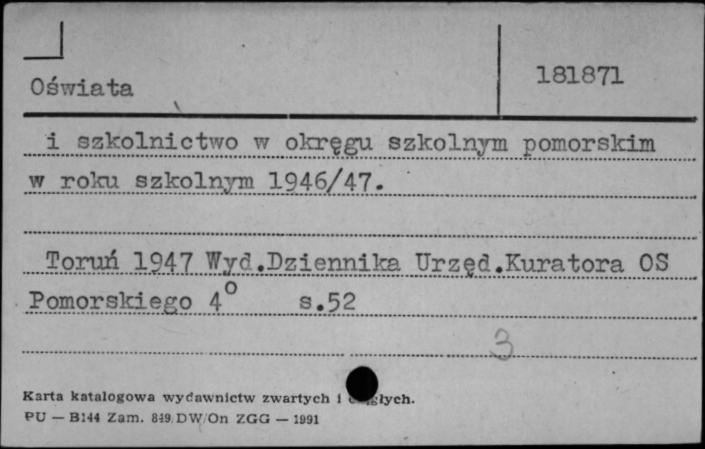 Oświata
181871
i szkolnictwo w okręgu szkolnym pomorskim
w roku szkolnym 1946/47.
Toruń 1947 Wyd.Dziennika Urzęd.Kuratora OS
Pomorskiego 4° s.52
3
Karta katalogowa wydawnictw zwartych i
PU — B144 Zam. 849/DW/On ZGG — 1991